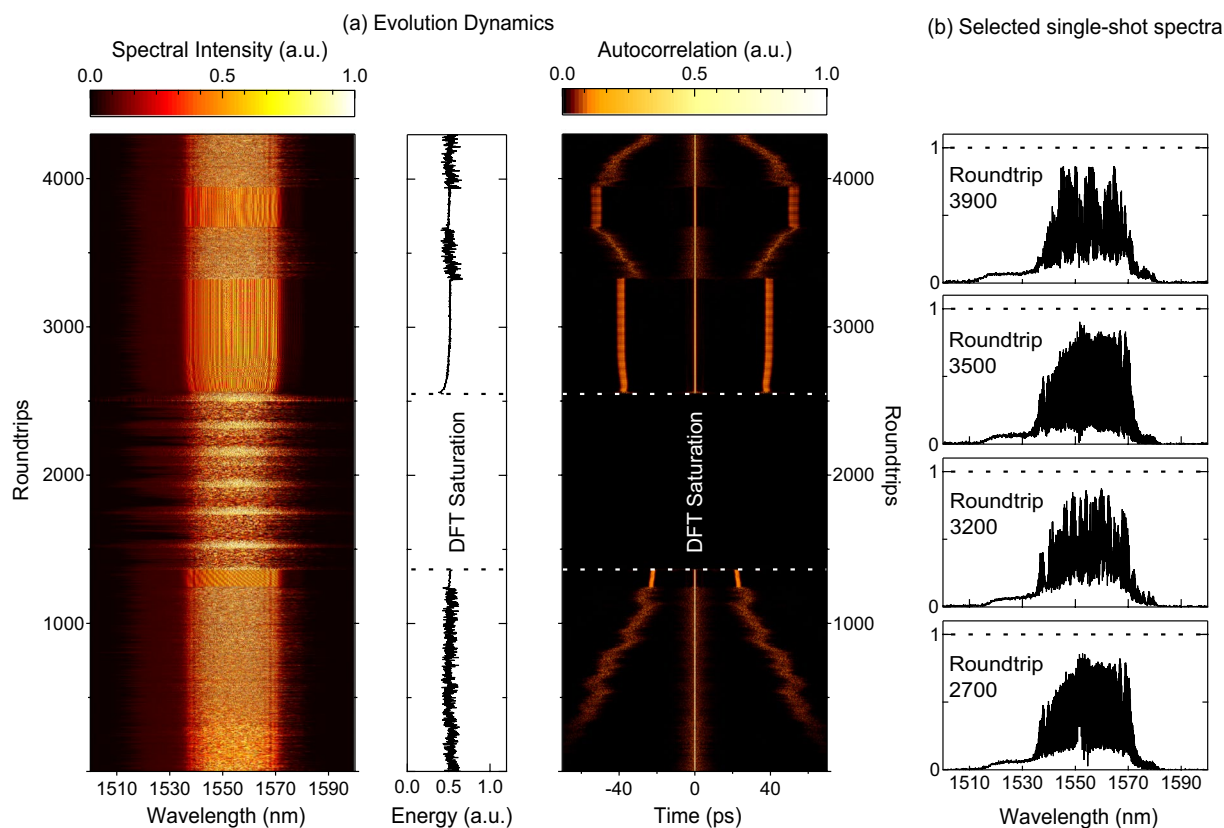 (a) Evolution Dynamics
(b) Selected single-shot spectra
Spectral Intensity (a.u.)
0.0 0.5 1.0
Autocorrelation (a.u.)
0.0 0.5 1.0
Roundtrips
4000
3000
2000
1000
1510 1530 1550 1570 1590
Wavelength (nm)
DFT Saturation
0.0 0.5 1.0
Energy (a.u.)
DFT Saturation
-40 0 40
Time (ps)
4000
3000
2000
1000
Roundtrips
1
Roundtrip
3900
0
1
Roundtrip
3500
0
1
Roundtrip
3200
0
1
Roundtrip
2700
0
1510 1530 1550 1570 1590
Wavelength (nm)